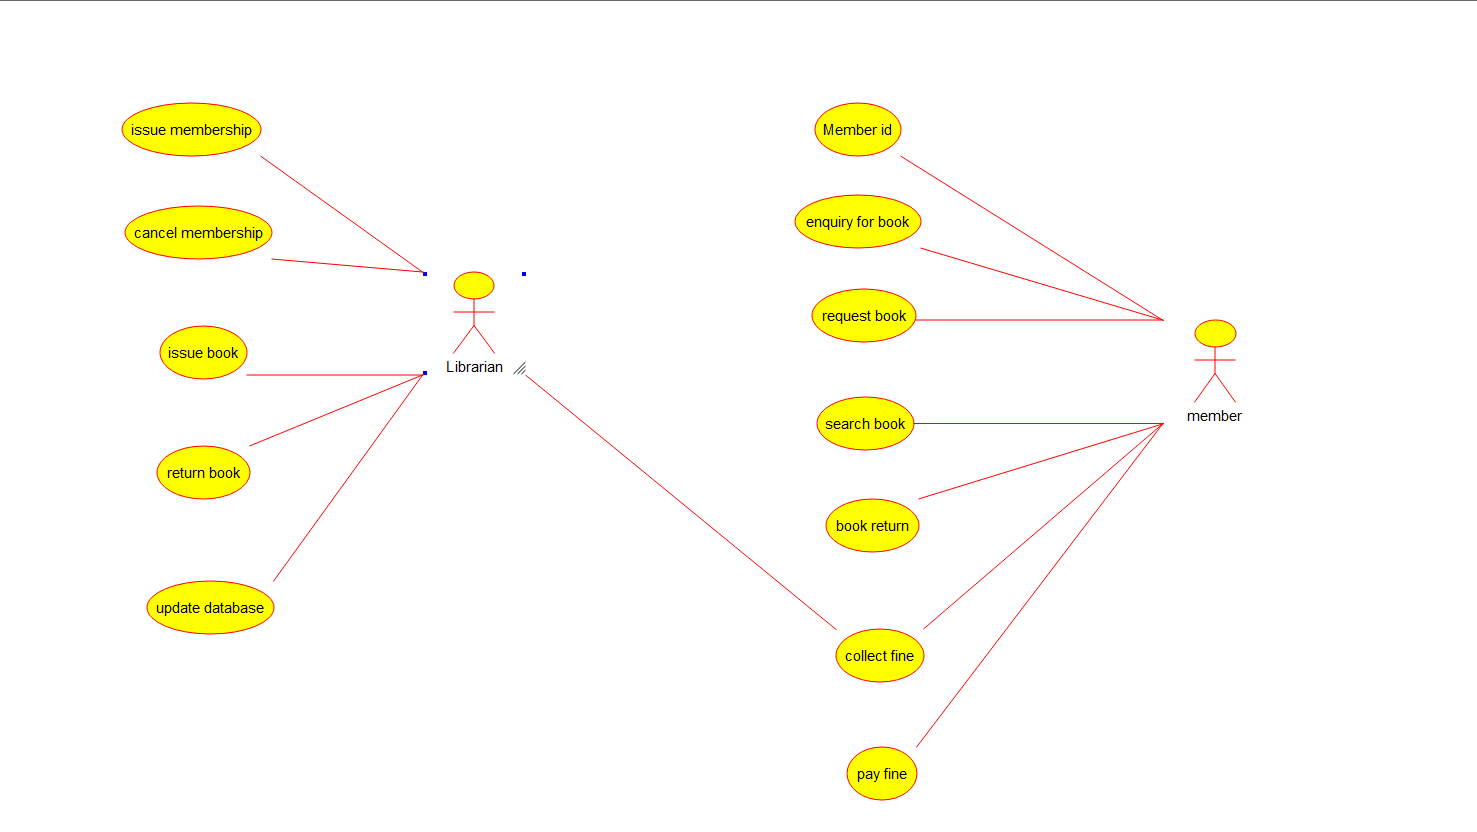 issue membership
cancel membership
issue book
return book
update database
Librarian
Member id
enquiry for book
request book
search book
book return
collect fine
pay fine
member